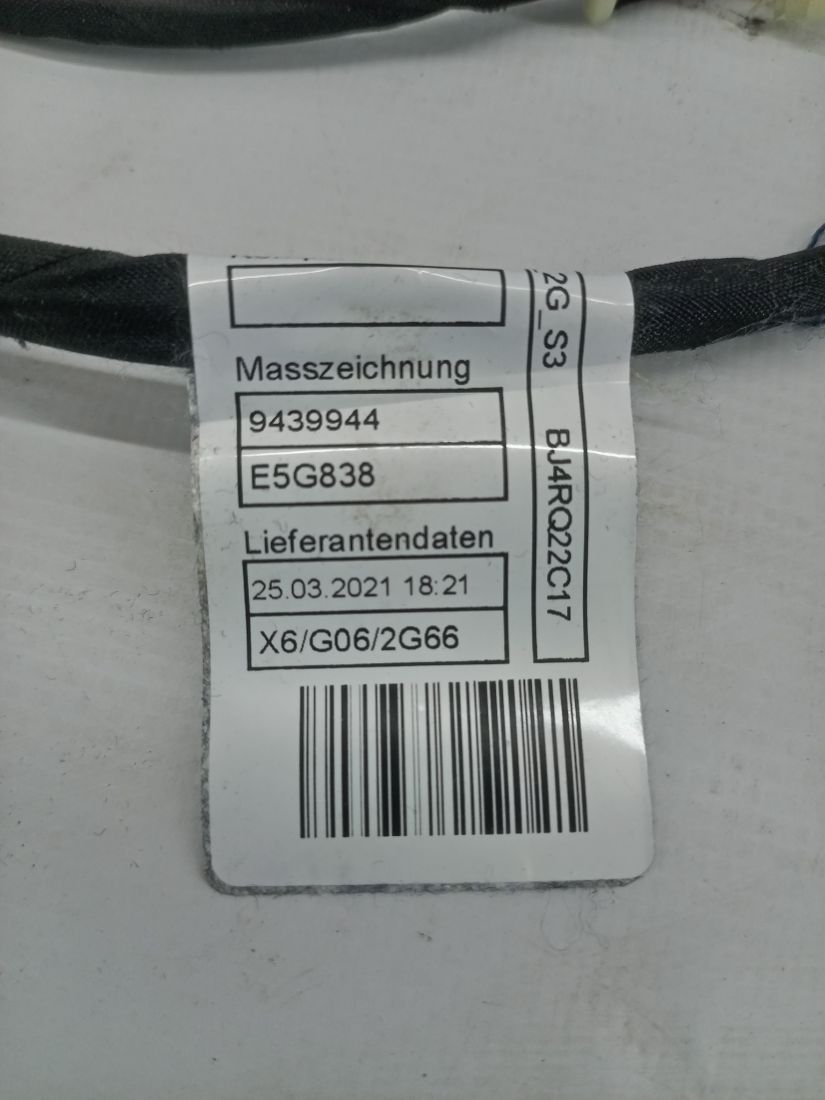 Masszeichnung
9439944
E5G838
Lieferantendaten
25.03.2021 18:21
X6/G06/2G66
2G_S3 BJ4RQ22C17